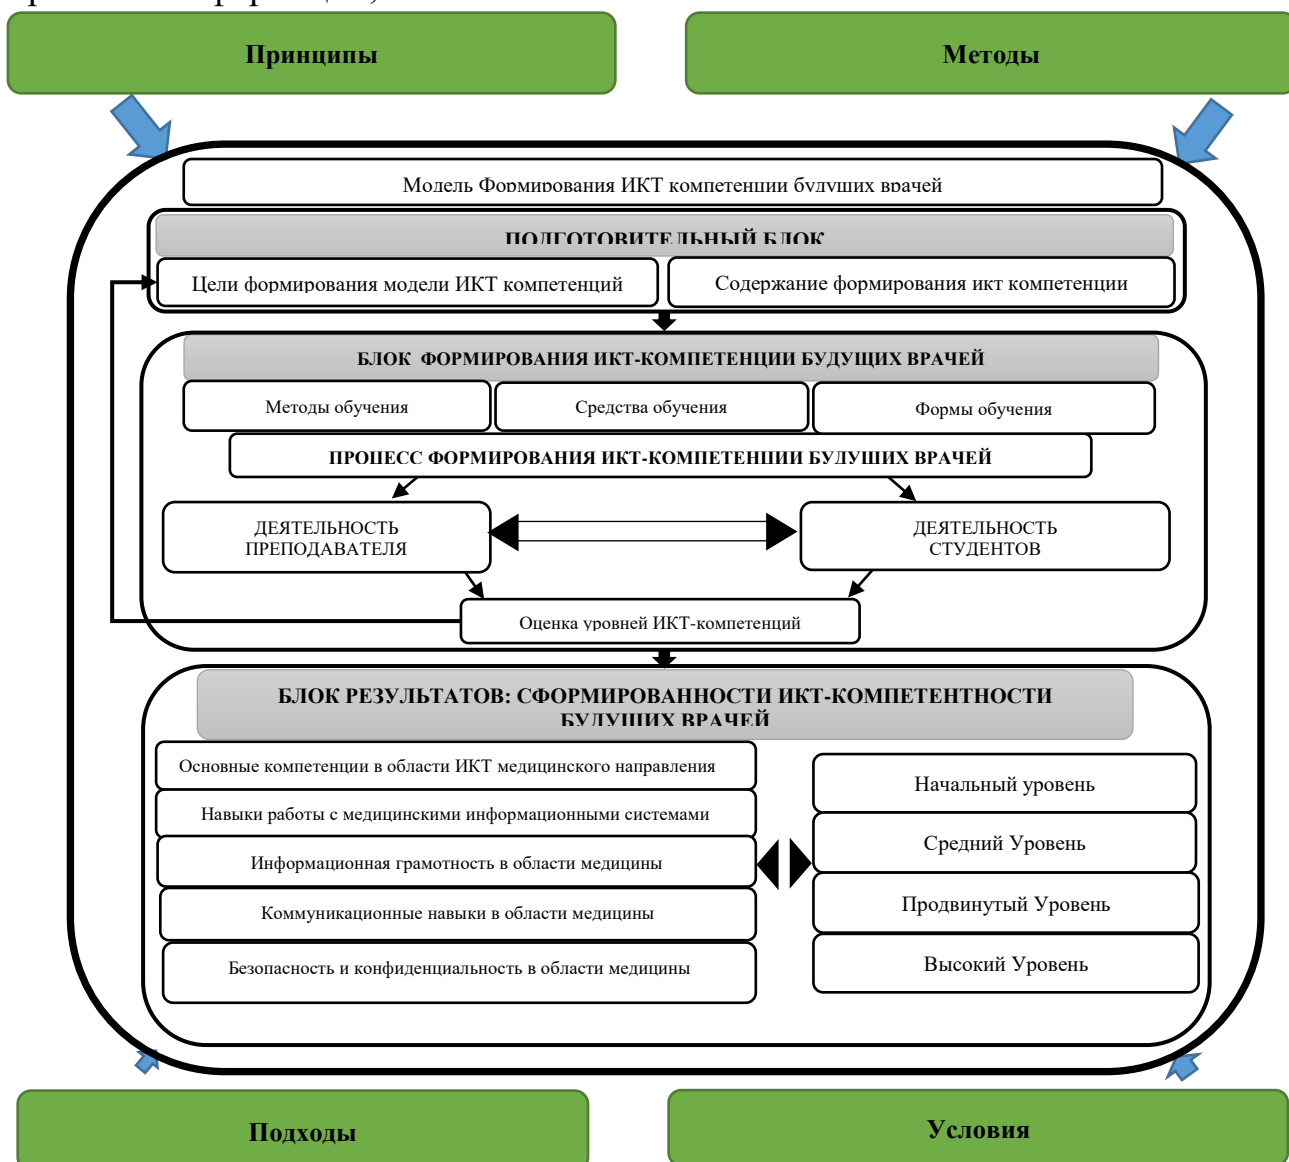 Принципы
Методы
Модель Формирования ИКТ компетенции будущих врачей
ПОДГОТОВИТЕЛЬНЫЙ БЛОК
Цели формирования модели ИКТ компетенций
Содержание формирования икт компетенции
БЛОК ФОРМИРОВАНИЯ ИКТ-КОМПЕТЕНЦИИ БУДУЩИХ ВРАЧЕЙ
Методы обучения
Средства обучения
Формы обучения
ПРОЦЕСС ФОРМИРОВАНИЯ ИКТ-КОМПЕТЕНЦИИ БУДУЩИХ ВРАЧЕЙ
ДЕЯТЕЛЬНОСТЬ
ПРЕПОДАВАТЕЛЯ
ДЕЯТЕЛЬНОСТЬ
СТУДЕНТОВ
Оценка уровней ИКТ-компетенций
БЛОК РЕЗУЛЬТАТОВ: СФОРМИРОВАННОСТИ ИКТ-КОМПЕТЕНТНОСТИ
БУДУЩИХ ВРАЧЕЙ
Основные компетенции в области ИКТ медицинского направления
Навыки работы с медицинскими информационными системами
Информационная грамотность в области медицины
Коммуникационные навыки в области медицины
Безопасность и конфиденциальность в области медицины
Начальный уровень
Средний Уровень
Продвинутый Уровень
Высокий Уровень
Подходы
Условия